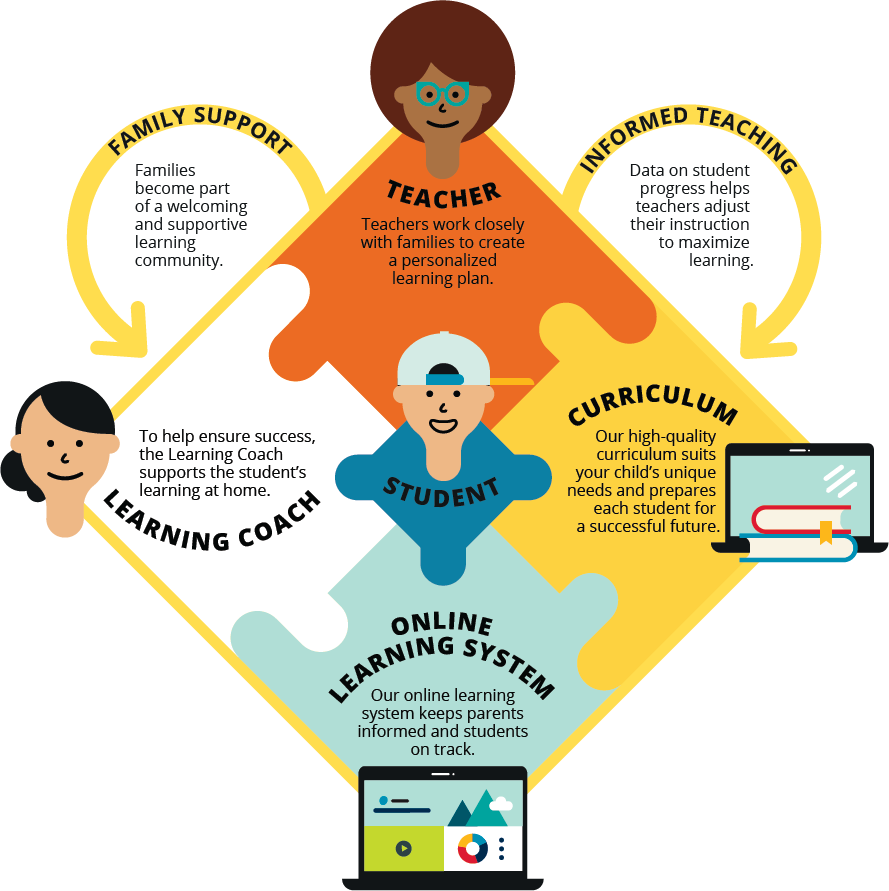 FAMILY SUPPORT
Families
become part
of a welcoming
and supportive
learning
community.
TEACHER
Teachers work closely
with families to create
a personalized
learning plan.
INFORMED TEACHING
Data on student
progress helps
teachers adjust
their instruction
to maximize
learning.
To help ensure success,
the Learning Coach
supports the student’s
learning at home.
LEARNING COACH
STUDENT
CURRICULUM
Our high-quality
curriculum suits
your child’s unique
needs and prepares
each student for
a successful future.
ONLINE
LEARNING SYSTEM
Our online learning
system keeps parents
informed and students
on track.